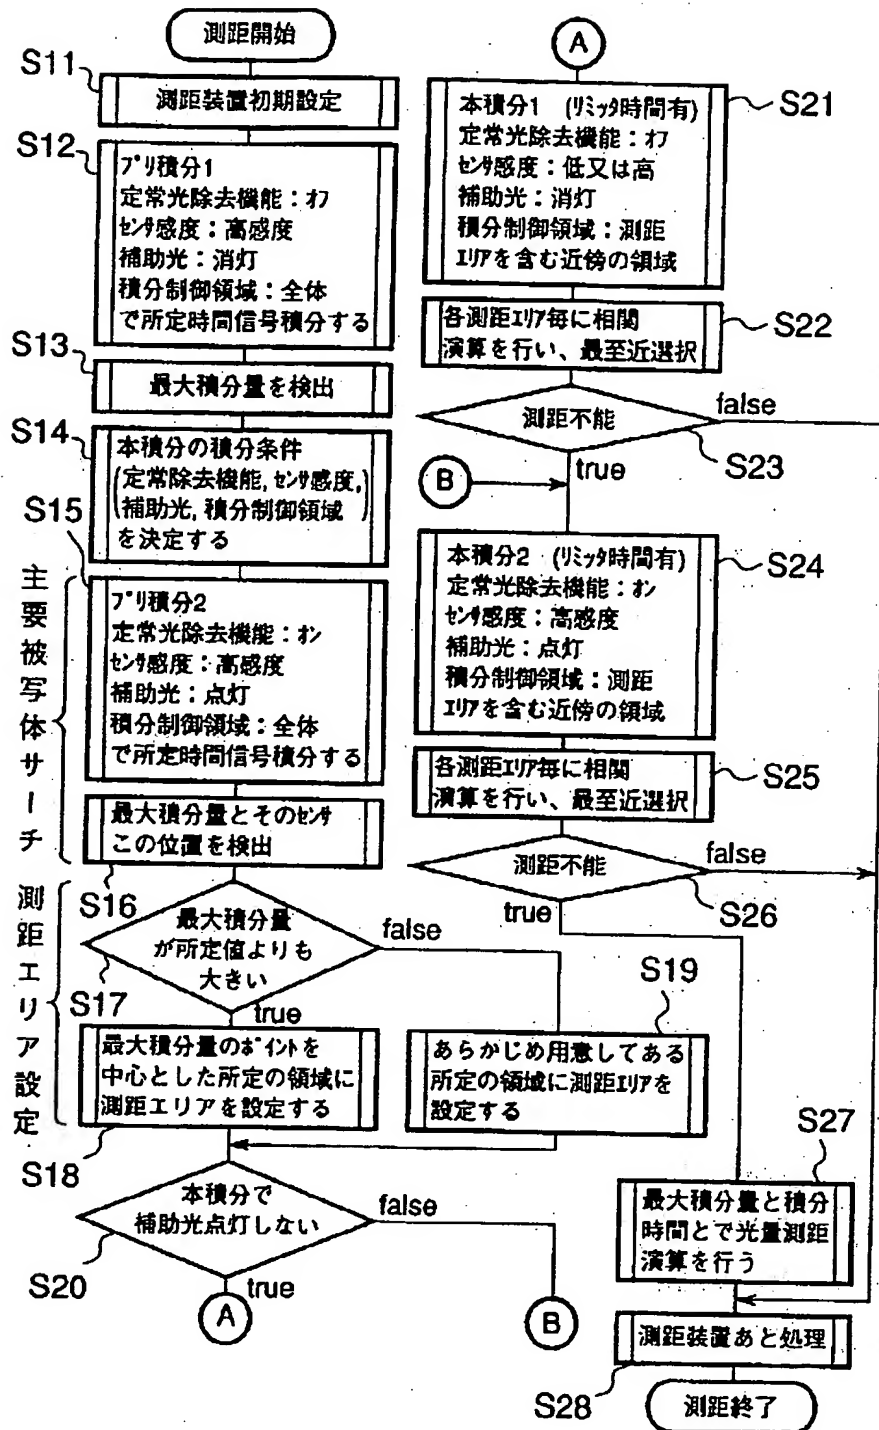 測距開始
S11
測距装置初期設定
S12
プリ積分1
定常光除去機能：オフ
センサ感度：高感度
補助光：消灯
積分制御領域：全体
で所定時間信号積分する
S13
最大積分量を検出
S14
本積分の積分条件
(定常除去機能,センサ感度,
補助光,積分制御領域)
を決定する
S15
主要被写体サーチ
プリ積分2
定常光除去機能：オン
センサ感度：高感度
補助光：点灯
積分制御領域：全体
で所定時間信号積分する
最大積分量とそのセンサ
この位置を検出
S16
測距エリア設定
最大積分量
が所定値よりも
大きい
false
S17
true
S19
最大積分量のポイントを
中心とした所定の領域に
測距エリアを設定する
あらかじめ用意してある
所定の領域に測距エリアを
設定する
S18
本積分で
補助光点灯しない
false
S20
true
A
B
A
S21
本積分1 (リミッタ時間有)
定常光除去機能：オフ
センサ感度：低又は高
補助光：消灯
積分制御領域：測距
エリアを含む近傍の領域
S22
各測距エリア毎に相関
演算を行い、最至近選択
測距不能
false
S23
true
B
S24
本積分2 (リミッタ時間有)
定常光除去機能：オン
センサ感度：高感度
補助光：点灯
積分制御領域：測距
エリアを含む近傍の領域
S25
各測距エリア毎に相関
演算を行い、最至近選択
測距不能
false
S26
true
S27
最大積分量と積分
時間とで光量測距
演算を行う
測距装置あと処理
S28
測距終了